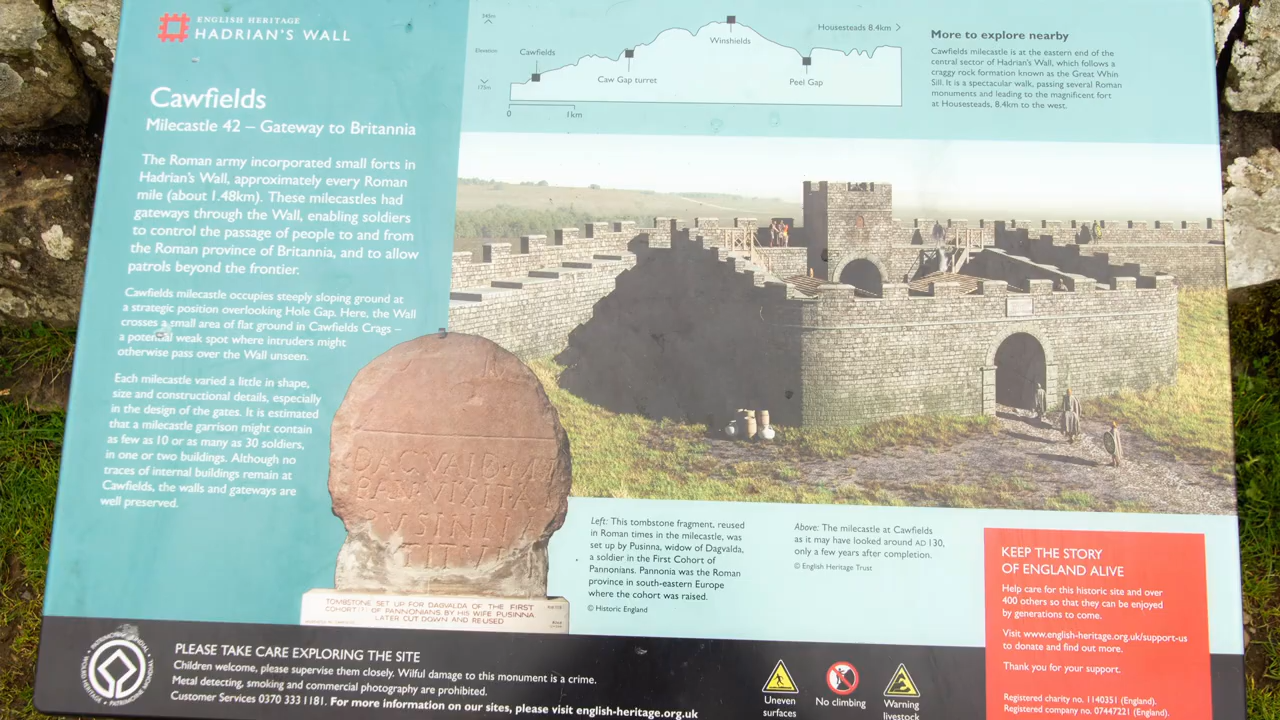 ENGLISH HERITAGE
HADRIAN'S WALL
Cawfields
Milecastle 42 – Gateway to Britannia
The Roman army incorporated small forts in
Hadrian's Wall, approximately every Roman
mile (about 1.48km). These milecastles had
gateways through the Wall, enabling soldiers
to control the passage of people to and from
the Roman province of Britannia, and to allow
patrols beyond the frontier.
Cawfields milecastle occupies steeply sloping ground at
a strategic position overlooking Hole Gap. Here, the Wall
crosses a small area of flat ground in Cawfields Crags –
a potential weak spot where intruders might
otherwise pass over the Wall unseen.
Each milecastle varied a little in shape,
size and constructional details, especially
in the design of the gates. It is estimated
that a milecastle garrison might contain
as few as 10 or as many as 30 soldiers,
in one or two buildings. Although no
traces of internal buildings remain at
Cawfields, the walls and gateways are
well preserved.
345m
Elevation
175m
Cawfields
Caw Gap turret
Winshields
Peel Gap
Housesteads 8.4km
0
1km
More to explore nearby
Cawfields milecastle is at the eastern end of the
central sector of Hadrian's Wall, which follows a
craggy rock formation known as the Great Whin
Sill. It is a spectacular walk, passing several Roman
monuments and leading to the magnificent fort
at Housesteads, 8.4km to the west.
DAGVALD
PAN VIXIT A
PVSINNA
TITVL
TOMBSTONE SET UP FOR DAGVALDA OF THE FIRST
COHORT OF PANNONIANS BY HIS WIFE PUSINNA
LATER CUT DOWN AND RE-USED
Left: This tombstone fragment, reused
in Roman times in the milecastle, was
set up by Pusinna, widow of Dagvalda,
a soldier in the First Cohort of
Pannonians. Pannonia was the Roman
province in south-eastern Europe
where the cohort was raised.
© Historic England
Above: The milecastle at Cawfields
as it may have looked around AD 130,
only a few years after completion.
© English Heritage Trust
KEEP THE STORY
OF ENGLAND ALIVE
Help care for this historic site and over
400 others so that they can be enjoyed
by generations to come.
Visit www.english-heritage.org.uk/support-us
to donate and find out more.
Thank you for your support.
Registered charity no. 1140351 (England).
Registered company no. 07447221 (England).
PLEASE TAKE CARE EXPLORING THE SITE
Children welcome, please supervise them closely. Wilful damage to this monument is a crime.
Metal detecting, smoking and commercial photography are prohibited.
Customer Services 0370 333 1181. For more information on our sites, please visit english-heritage.org.uk
Uneven
surfaces
No climbing
Warning
livestock